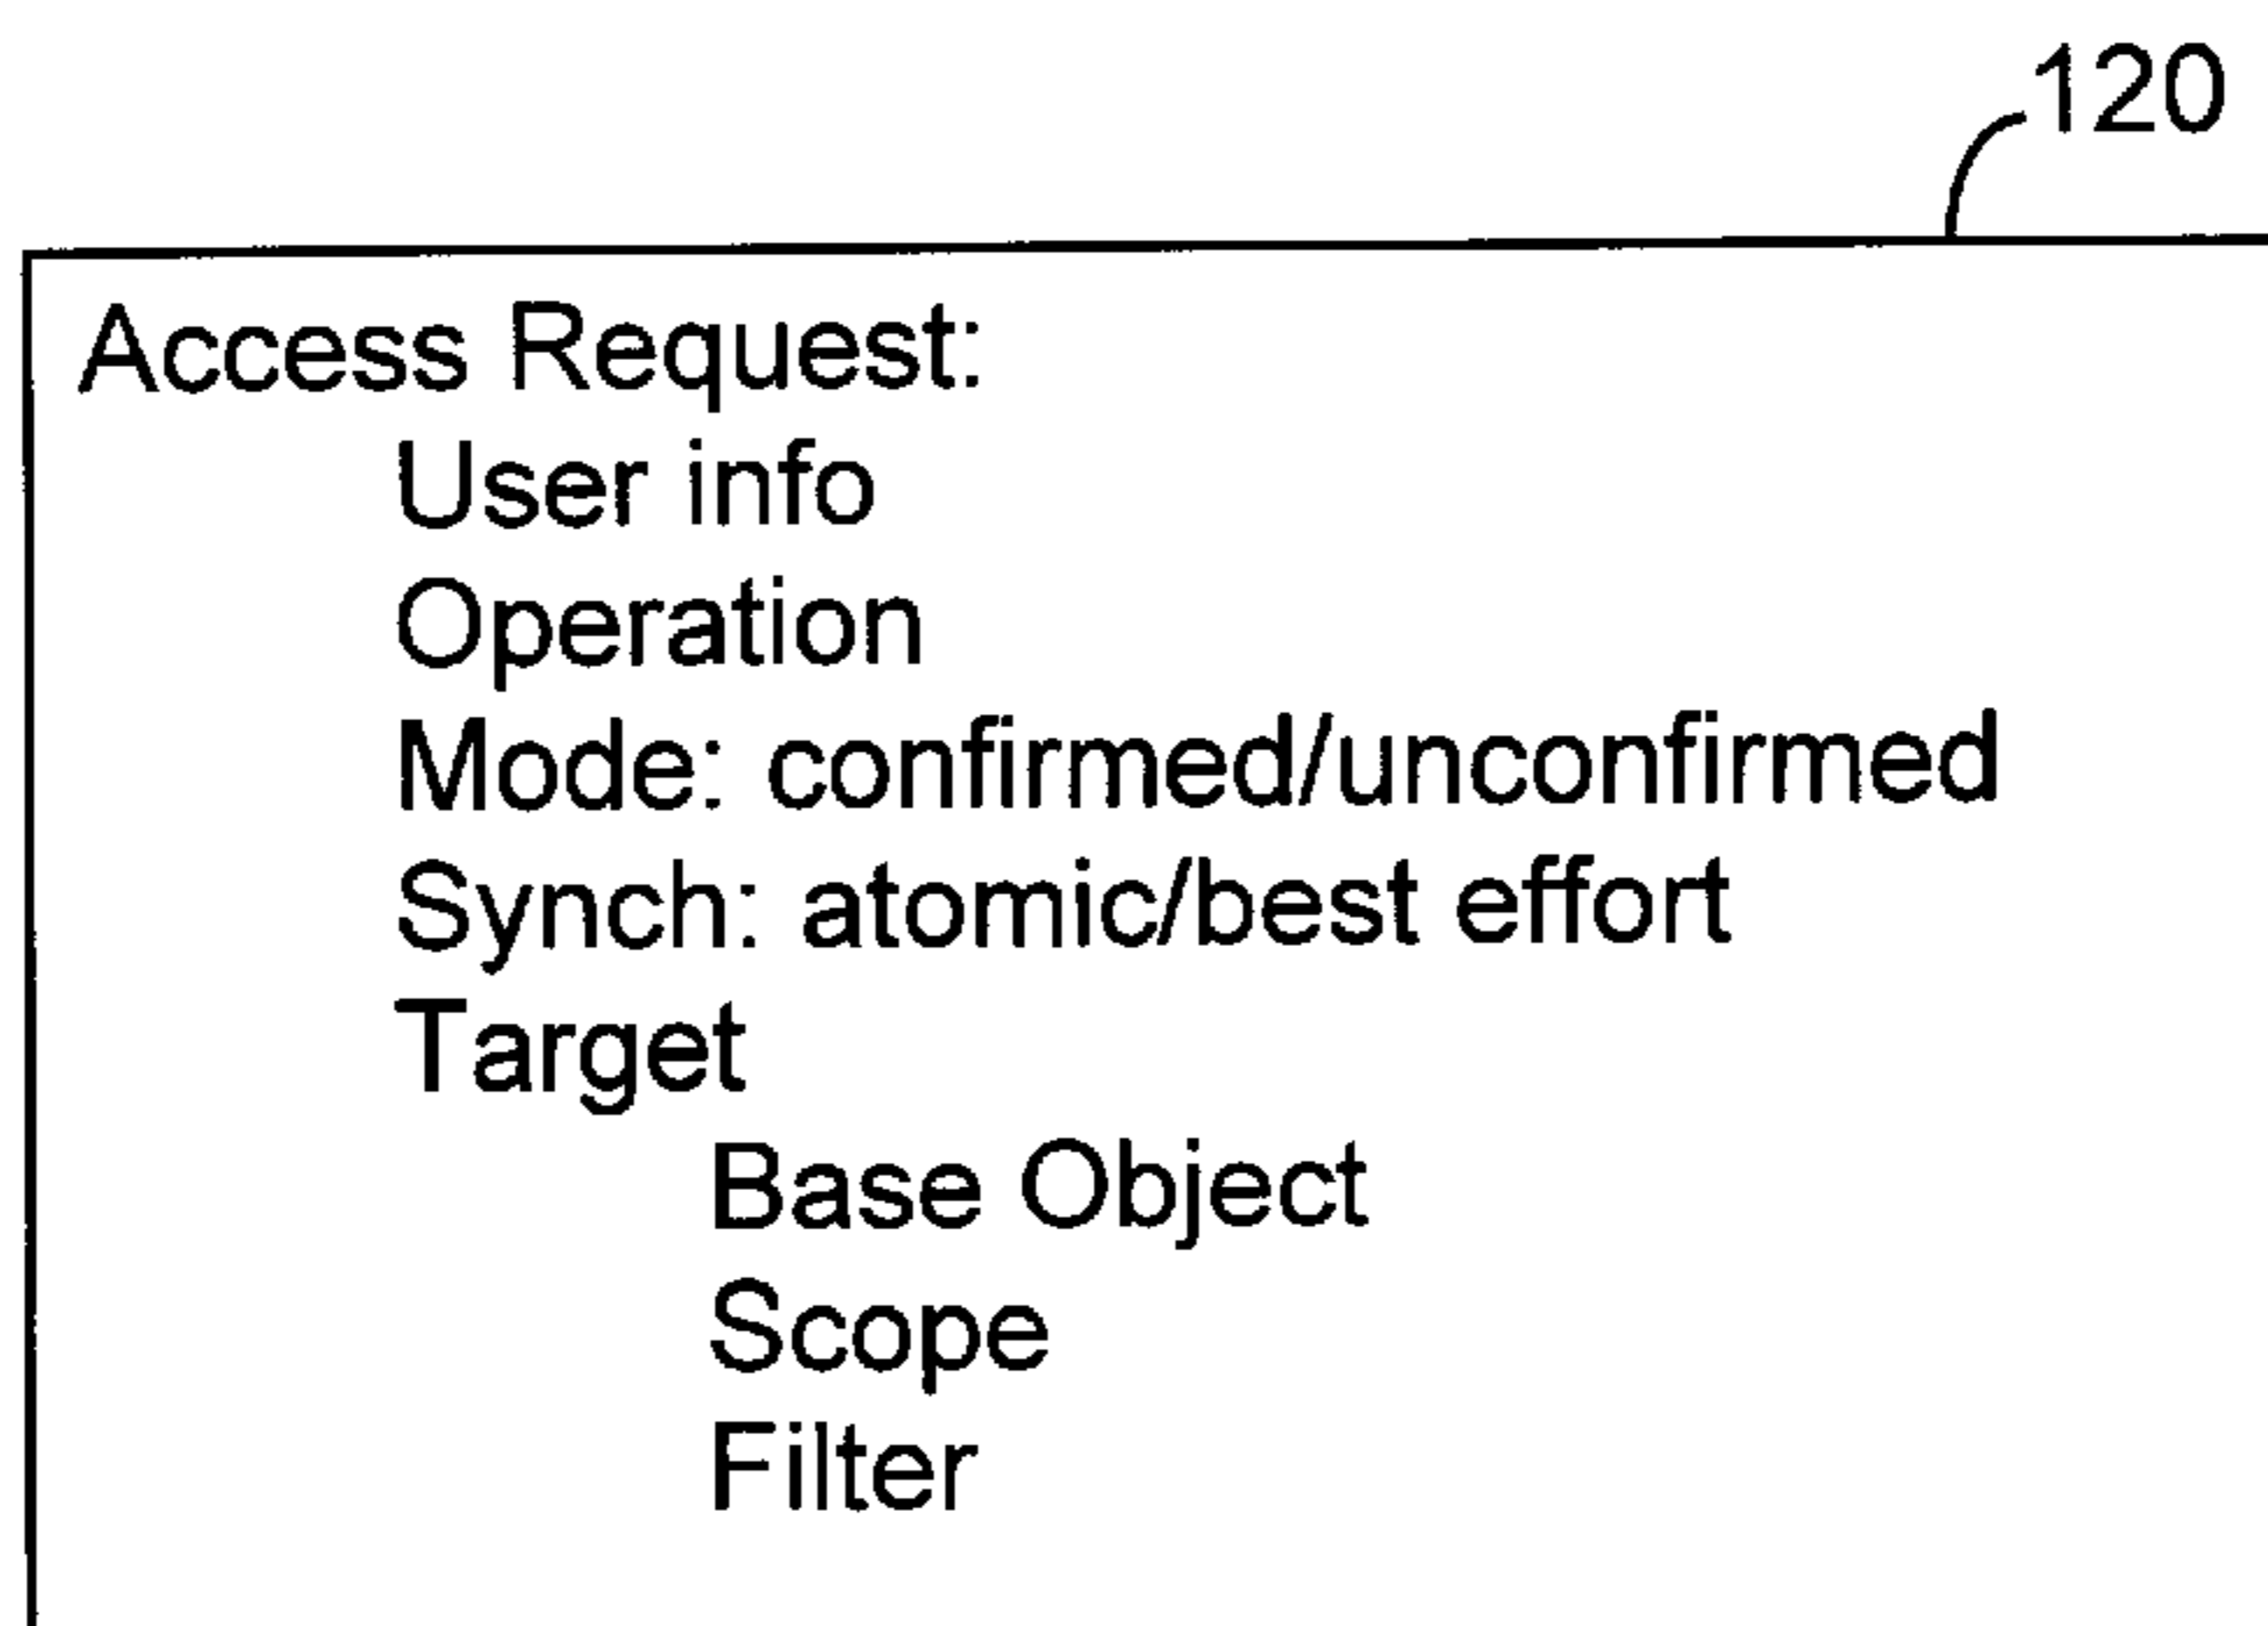 120
Access Request:
User info
Operation
Mode: confirmed/unconfirmed
Synch: atomic/best effort
Target
Base Object
Scope
Filter